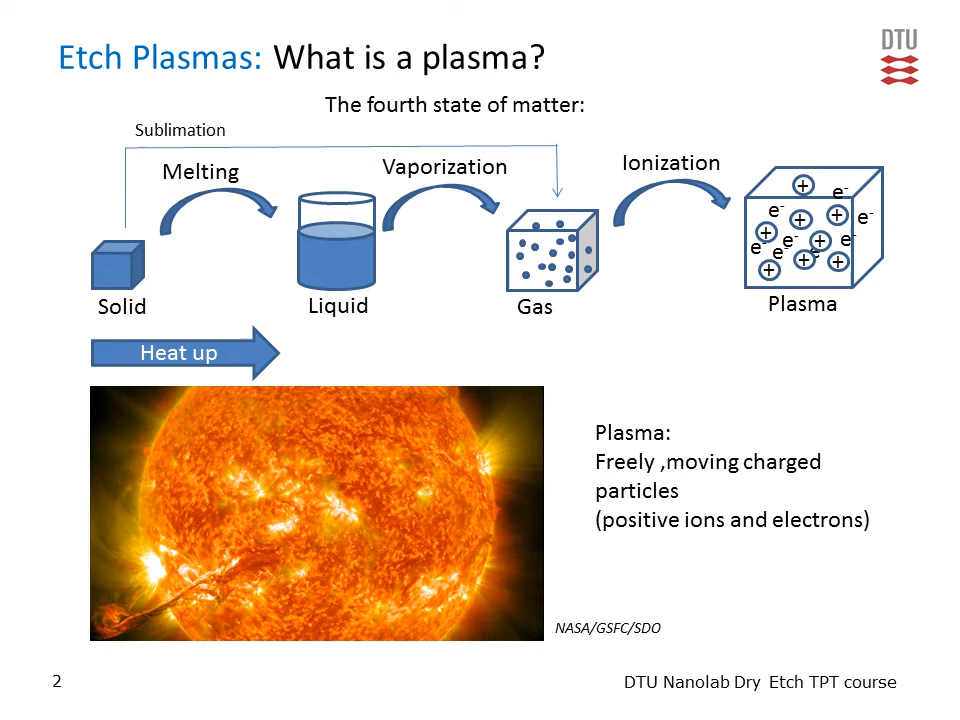 Etch Plasmas: What is a plasma?
DTU
The fourth state of matter:
Sublimation
Melting
Vaporization
Ionization
+
e-
e-
+
+
e-
+
e-
+
e-
e-
e-
e
+
+
+
Solid
Liquid
Gas
Plasma
Heat up
Plasma:
Freely ,moving charged
particles
(positive ions and electrons)
NASA/GSFC/SDO
2
DTU Nanolab Dry Etch TPT course